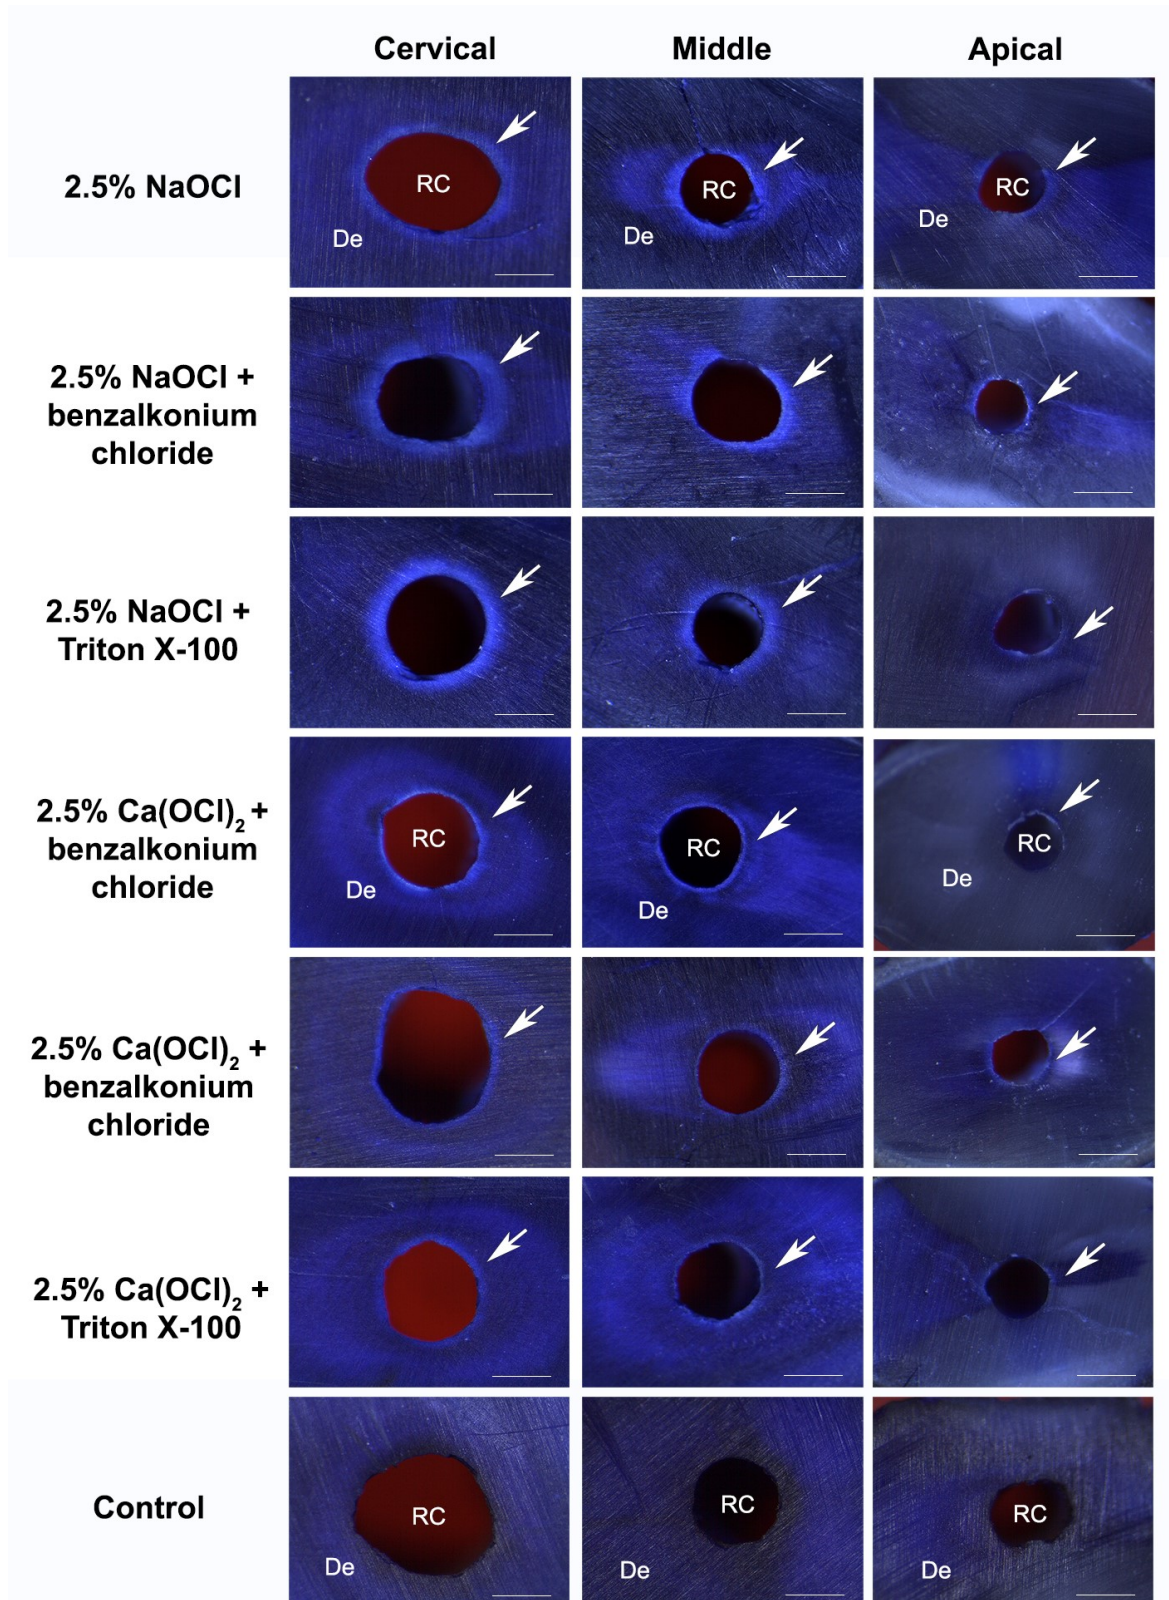 Cervical Middle Apical
2.5% NaOCl
RC RC RC
De De De
2.5% NaOCl +
benzalkonium
chloride
2.5% NaOCl +
Triton X-100
2.5% Ca(OCl)2 +
benzalkonium
chloride
RC RC RC
De De De
2.5% Ca(OCl)2 +
benzalkonium
chloride
2.5% Ca(OCl)2 +
Triton X-100
Control
RC RC RC
De De De